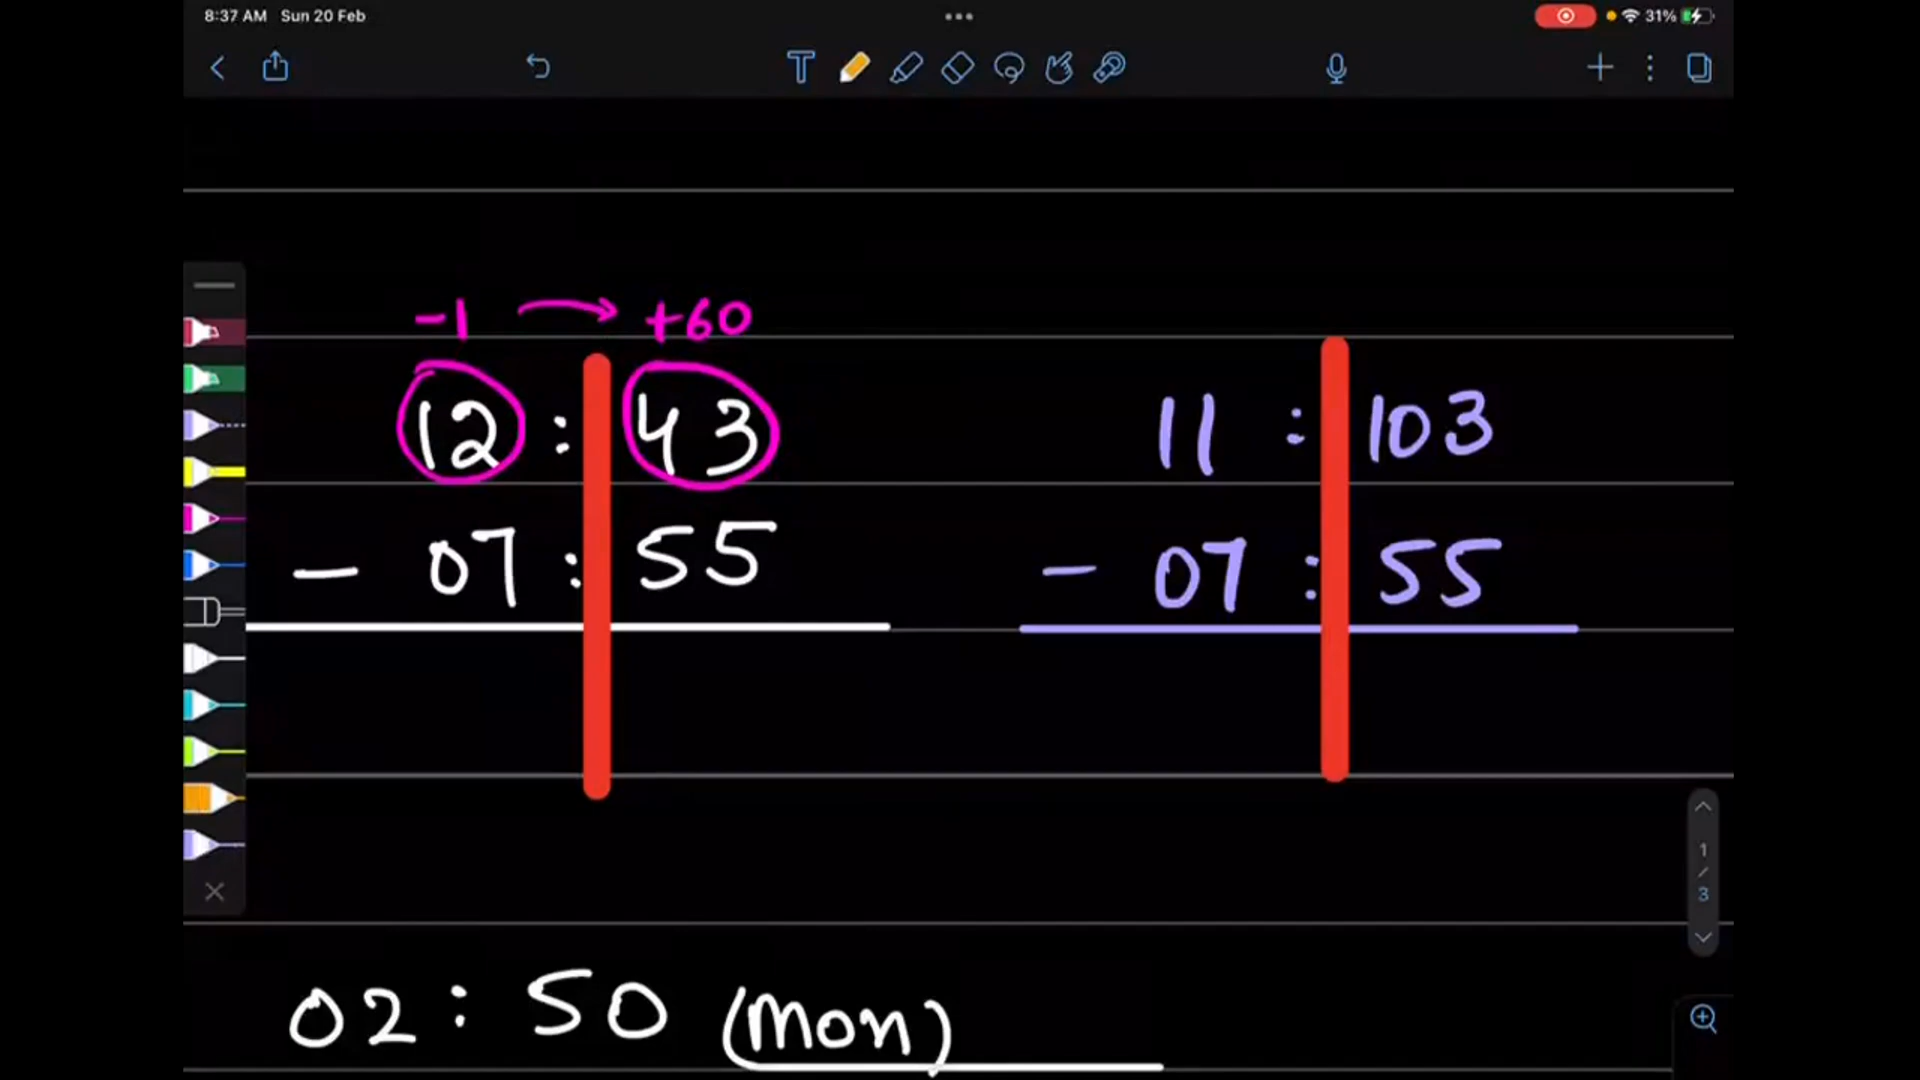 8:37 AM Sun 20 Feb
31%
T
-1 → +60
12 : 43
11 : 103
- 07 : 55
- 07 : 55
1
/
3
02 : 50 (Mon)